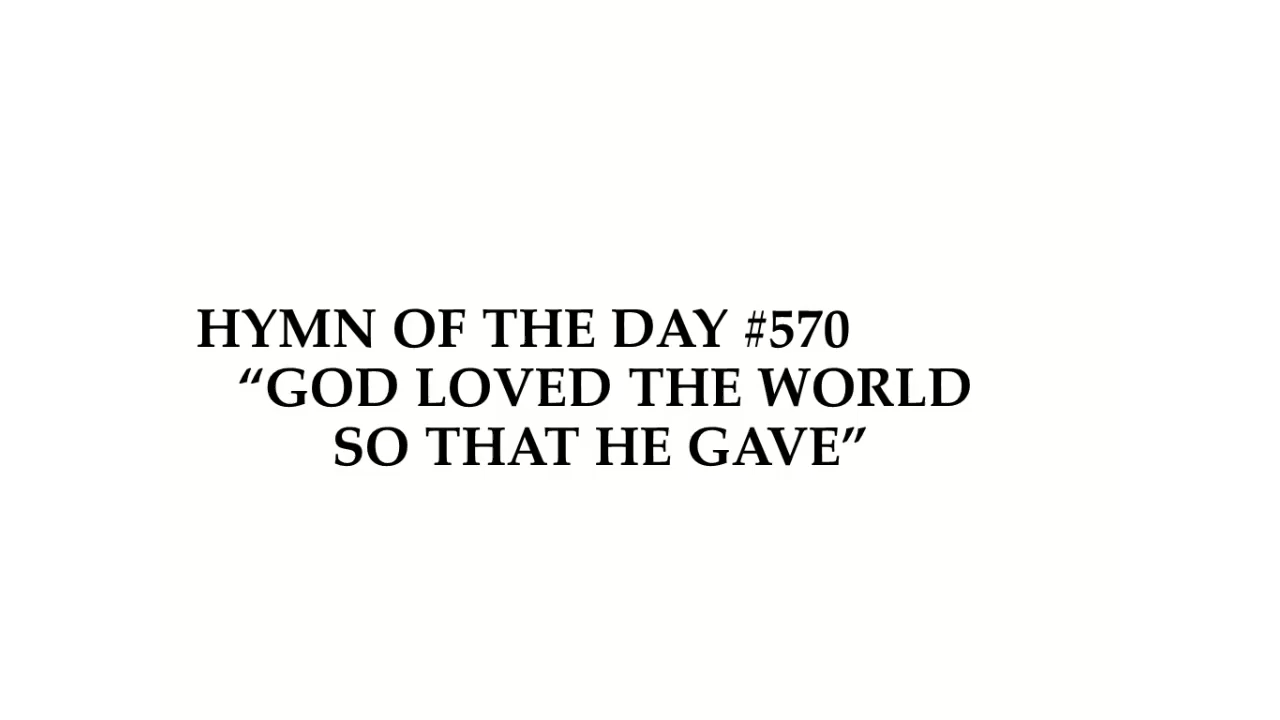 HYMN OF THE DAY #570
“GOD LOVED THE WORLD
SO THAT HE GAVE”